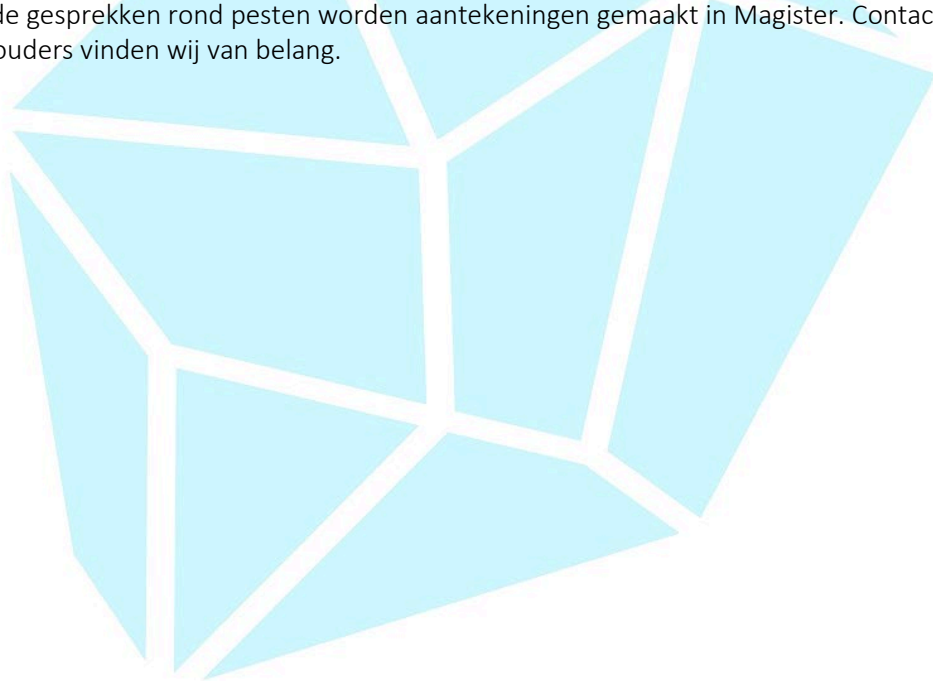 de gesprekken rond pesten worden aantekeningen gemaakt in Magister. Contac
ouders vinden wij van belang.